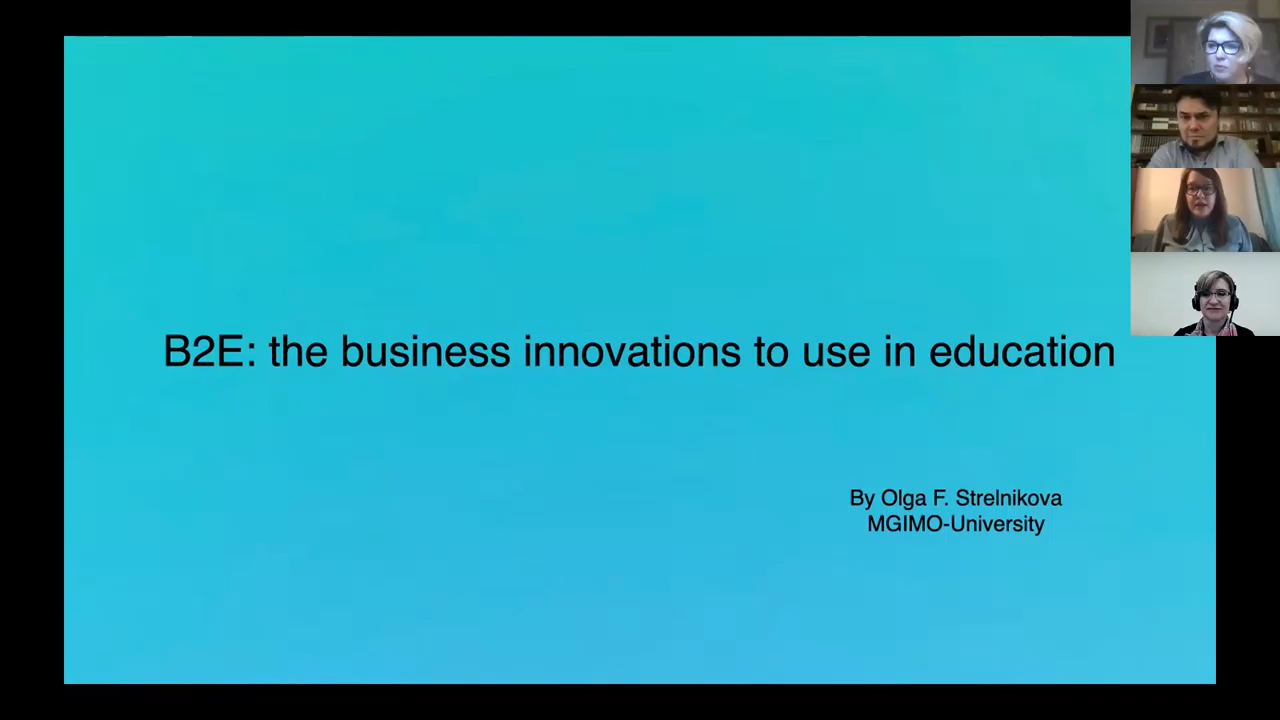 B2E: the business innovations to use in education
By Olga F. Strelnikova
MGIMO-University